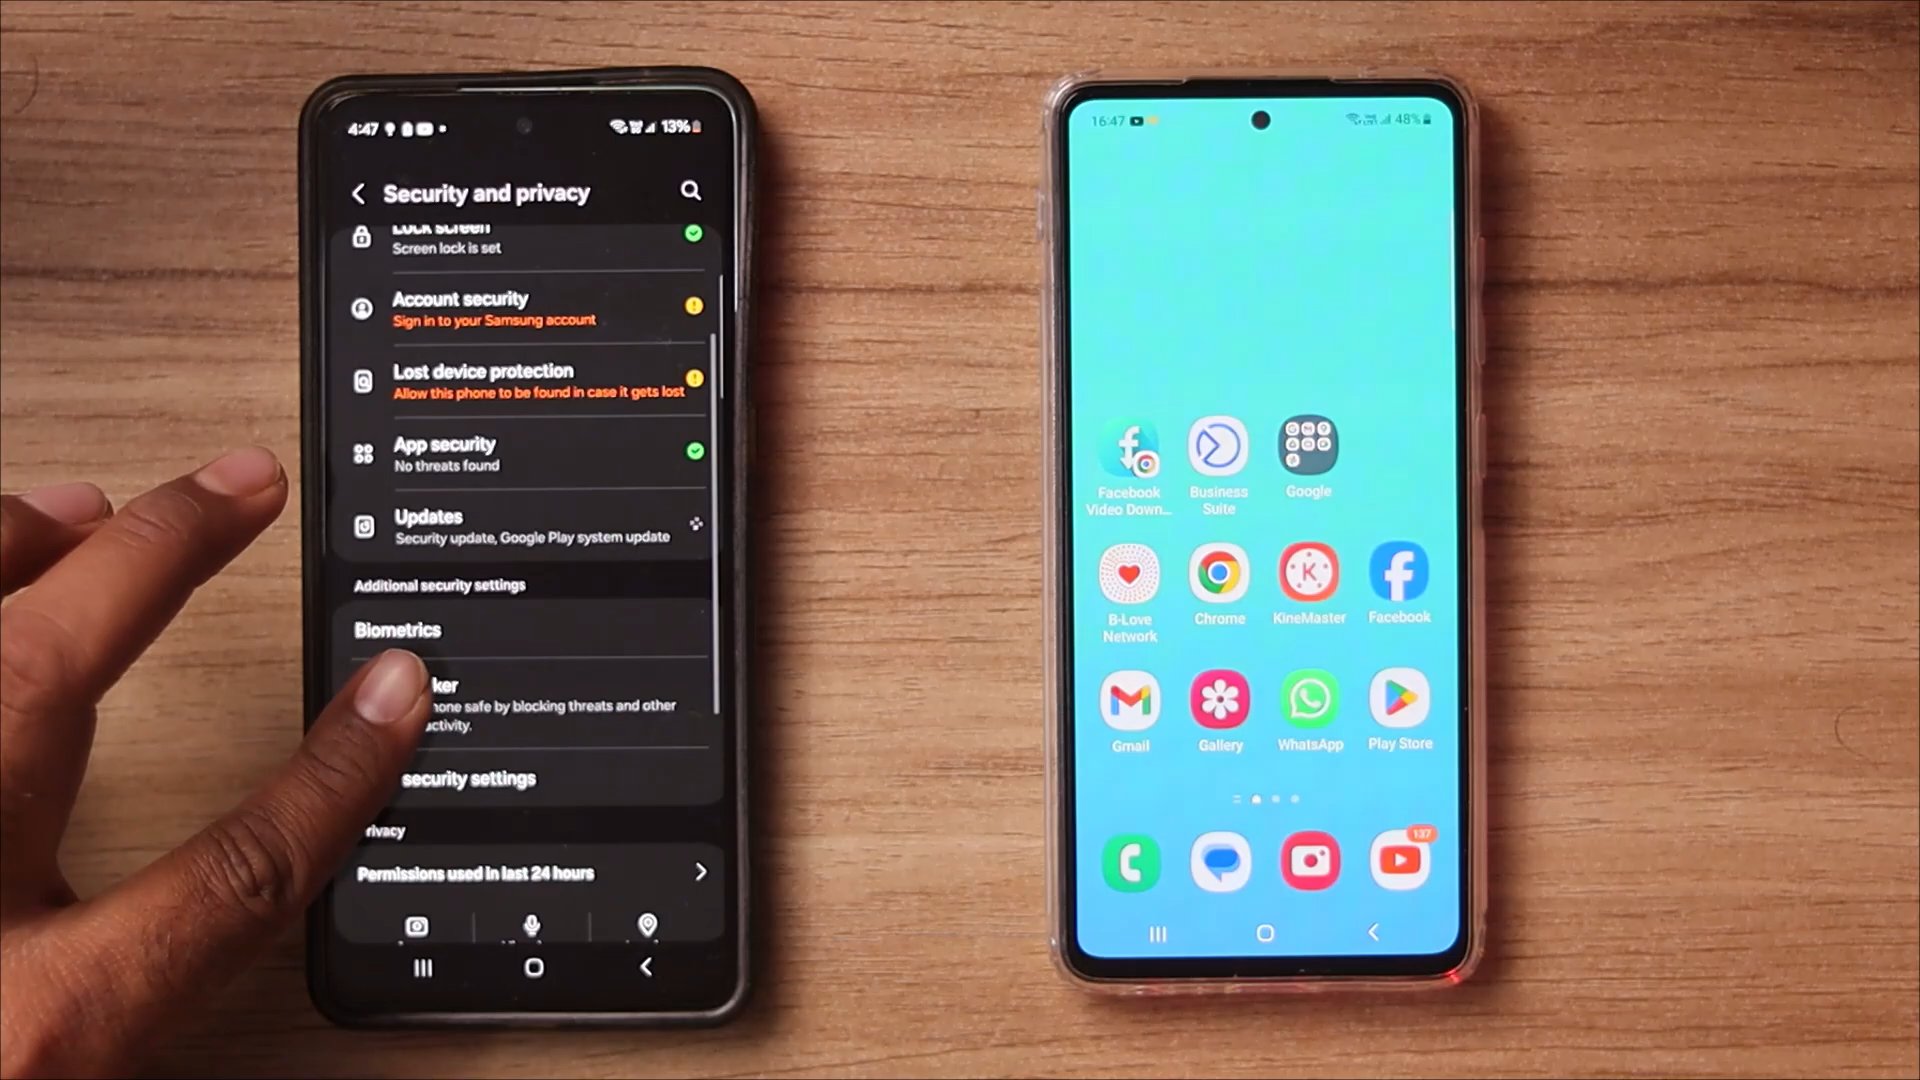 4:47
13%
Security and privacy
Lock screen
Screen lock is set
Account security
Sign in to your Samsung account
Lost device protection
Allow this phone to be found in case it gets lost
App security
No threats found
Updates
Security update, Google Play system update
Additional security settings
Biometrics
ker
hone safe by blocking threats and other
activity.
security settings
rivacy
Permissions used in last 24 hours
16:47
48%
Facebook
Video Down...
Business
Suite
Google
B-Love
Network
Chrome
KineMaster
Facebook
Gmail
Gallery
WhatsApp
Play Store
137